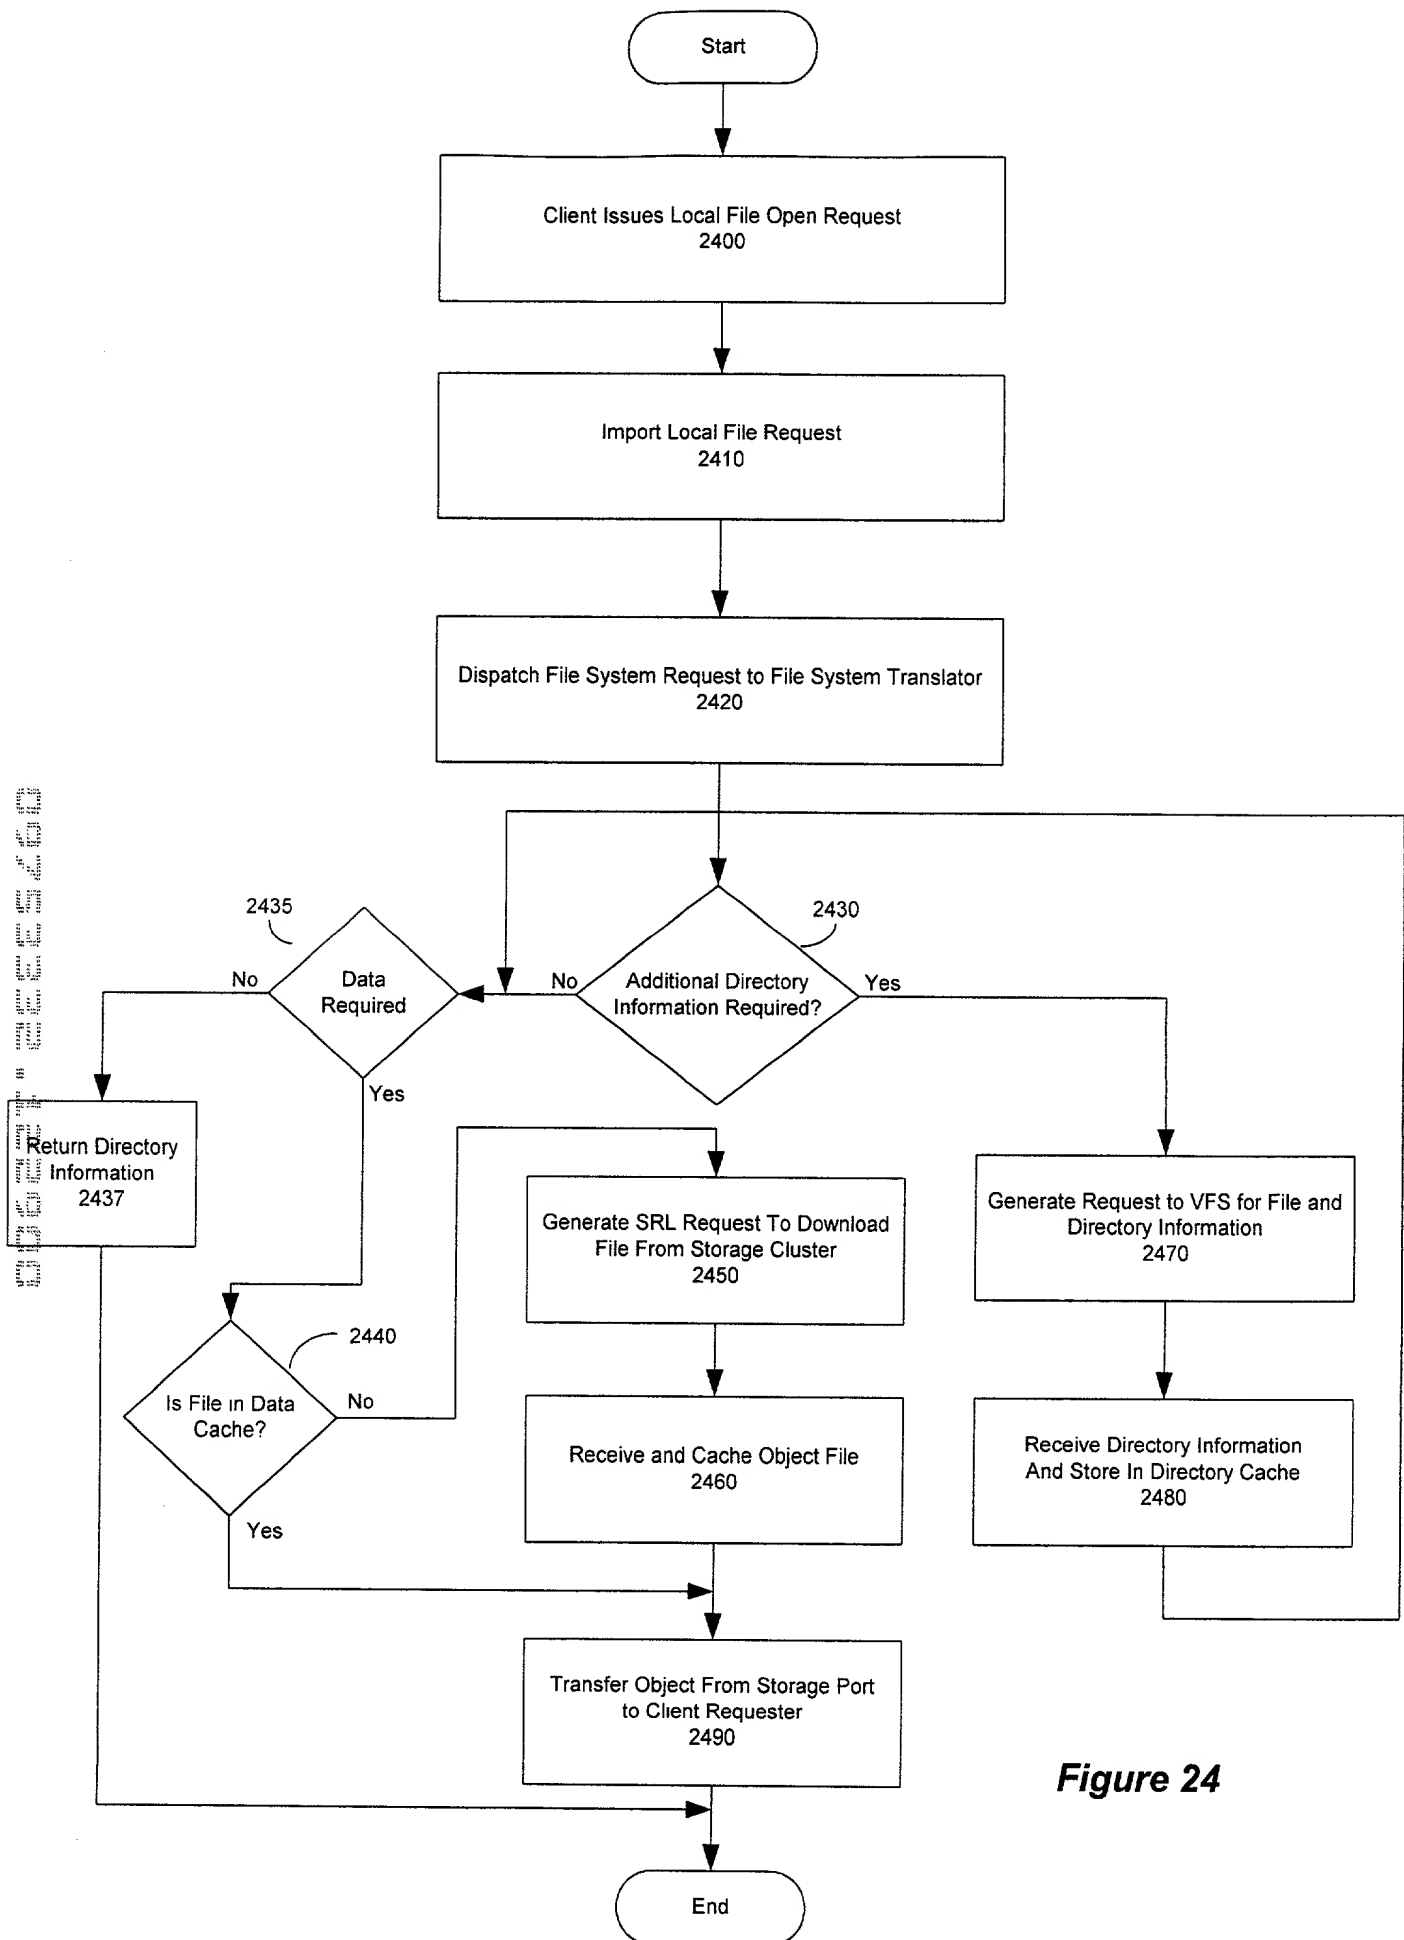 Start
Client Issues Local File Open Request
2400
Import Local File Request
2410
Dispatch File System Request to File System Translator
2420
2435
2430
No
Data
Required
No
Additional Directory
Information Required?
Yes
Yes
Return Directory
Information
2437
Generate SRL Request To Download
File From Storage Cluster
2450
Generate Request to VFS for File and
Directory Information
2470
2440
Is File in Data
Cache?
No
Yes
Receive and Cache Object File
2460
Receive Directory Information
And Store In Directory Cache
2480
Transfer Object From Storage Port
to Client Requester
2490
Figure 24
End